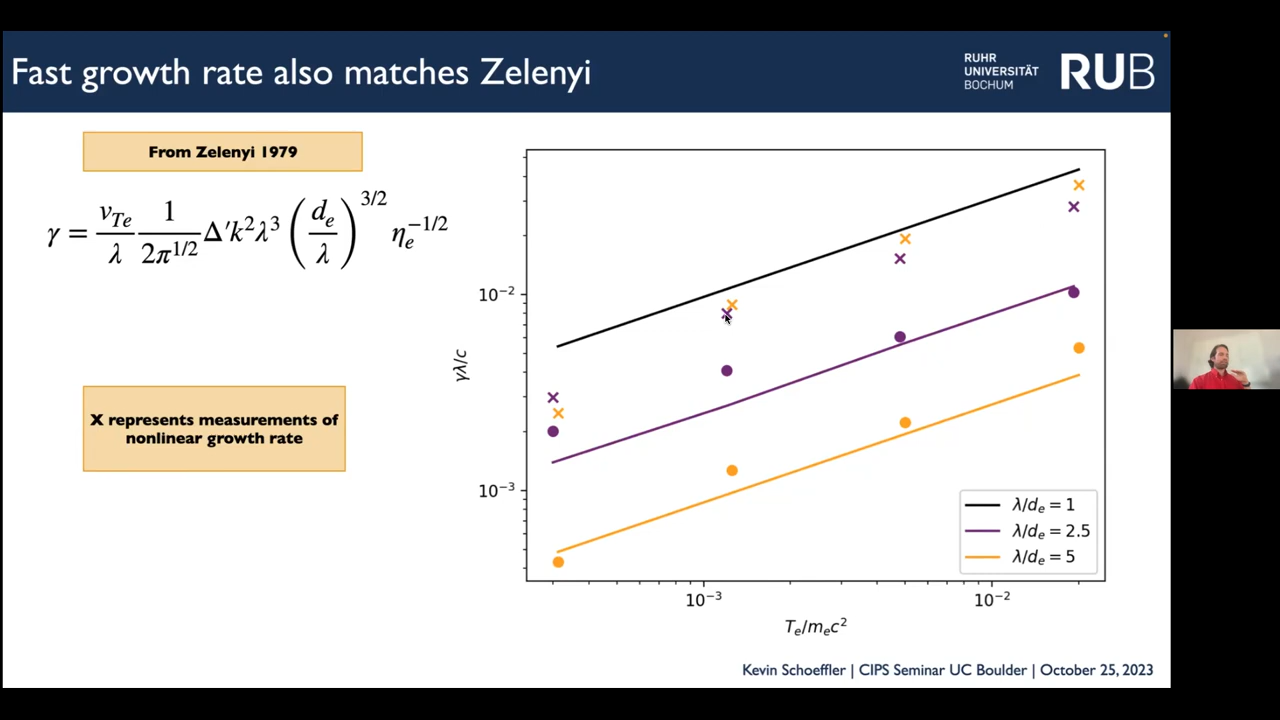 Fast growth rate also matches Zelenyi
RUHR
UNIVERSITÄT
BOCHUM
RUB
From Zelenyi 1979
γ = v_Te/λ 1/2π^1/2 Δ′k²λ³ (d_e/λ)^3/2 η_e^−1/2
X represents measurements of
nonlinear growth rate
γλ/c
10⁻²
10⁻³
λ/d_e = 1
λ/d_e = 2.5
λ/d_e = 5
10⁻³
10⁻²
T_e/m_ec²
Kevin Schoeffler | CIPS Seminar UC Boulder | October 25, 2023